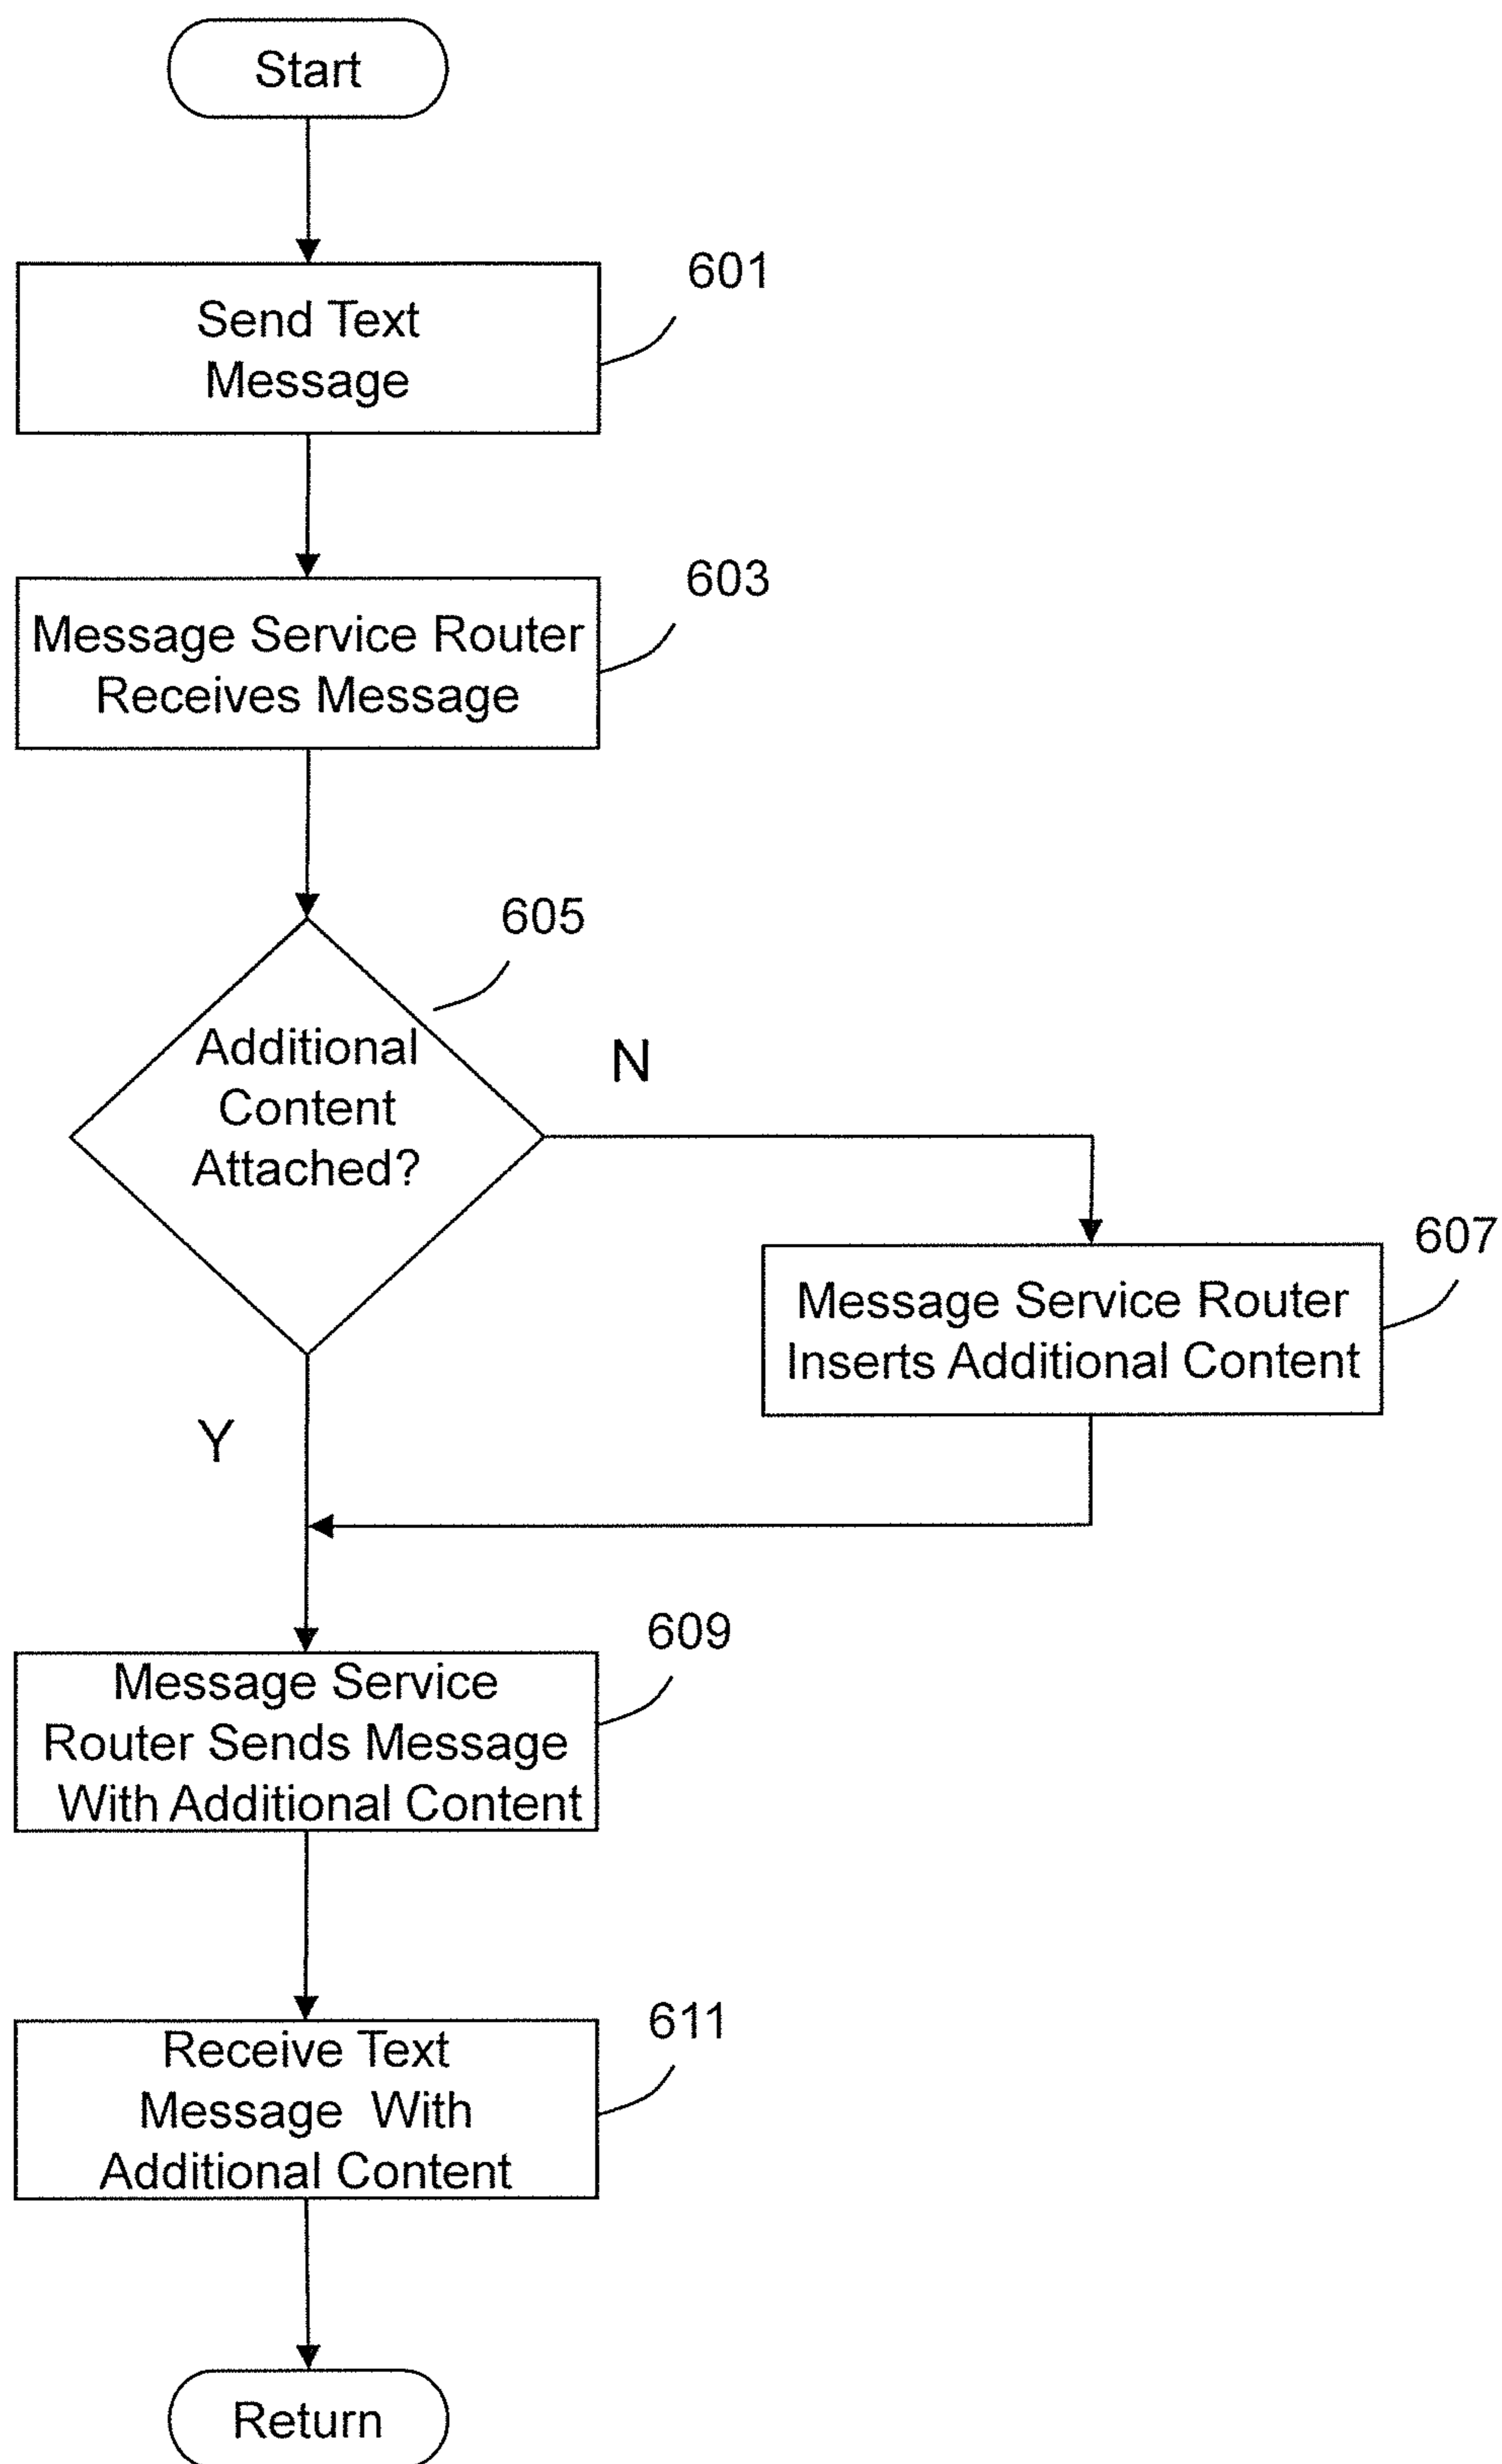 Start
601
Send Text
Message
603
Message Service Router
Receives Message
605
Additional
Content
Attached?
N
607
Message Service Router
Inserts Additional Content
Y
609
Message Service
Router Sends Message
With Additional Content
611
Receive Text
Message With
Additional Content
Return